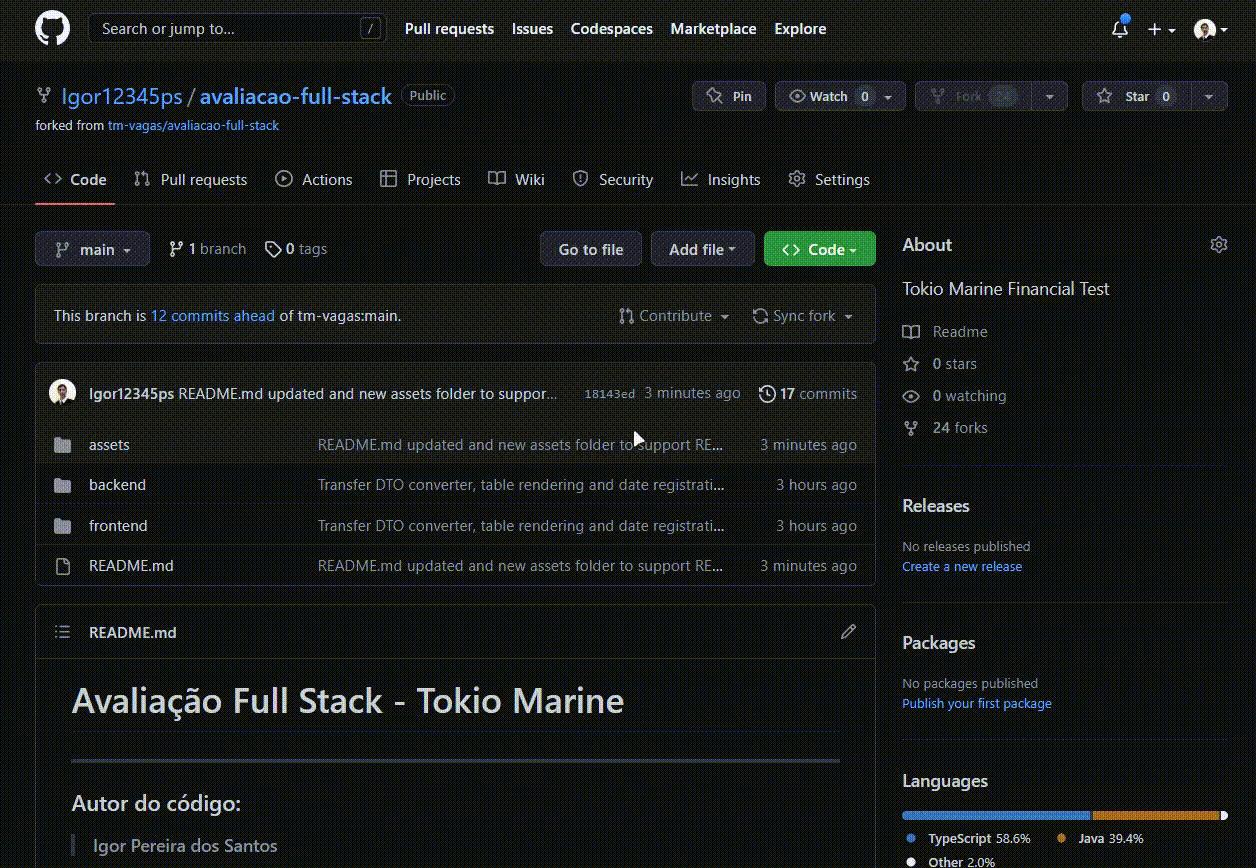 Search or jump to... / Pull requests Issues Codespaces Marketplace Explore
Igor12345ps / avaliacao-full-stack Public
Pin Watch 0 Fork 24 Star 0
forked from tm-vagas/avaliacao-full-stack
Code Pull requests Actions Projects Wiki Security Insights Settings
main 1 branch 0 tags Go to file Add file Code
This branch is 12 commits ahead of tm-vagas:main. Contribute Sync fork
Igor12345ps README.md updated and new assets folder to suppor... 18143ed 3 minutes ago 17 commits
assets README.md updated and new assets folder to support RE... 3 minutes ago
backend Transfer DTO converter, table rendering and date registrati... 3 hours ago
frontend Transfer DTO converter, table rendering and date registrati... 3 hours ago
README.md README.md updated and new assets folder to support RE... 3 minutes ago
README.md
Avaliação Full Stack - Tokio Marine
Autor do código:
Igor Pereira dos Santos
About
Tokio Marine Financial Test
Readme
0 stars
0 watching
24 forks
Releases
No releases published
Create a new release
Packages
No packages published
Publish your first package
Languages
TypeScript 58.6% Java 39.4%
Other 2.0%